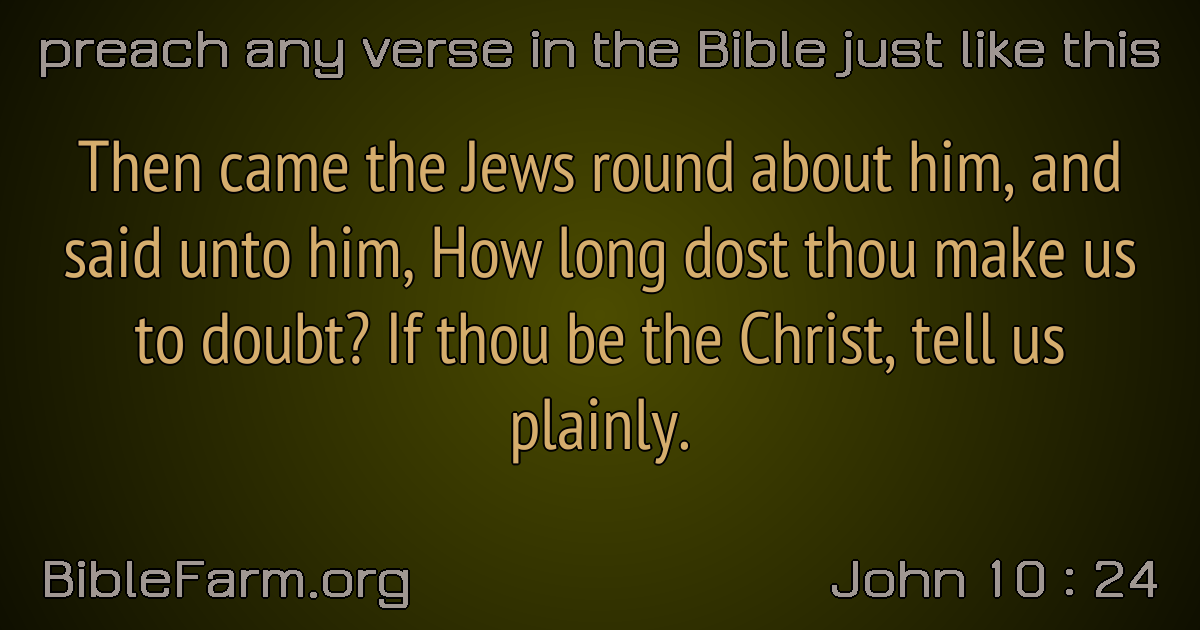 preach any verse in the Bible just like this
Then came the Jews round about him, and
said unto him, How long dost thou make us
to doubt? If thou be the Christ, tell us
plainly.
BibleFarm.org
John 10 : 24